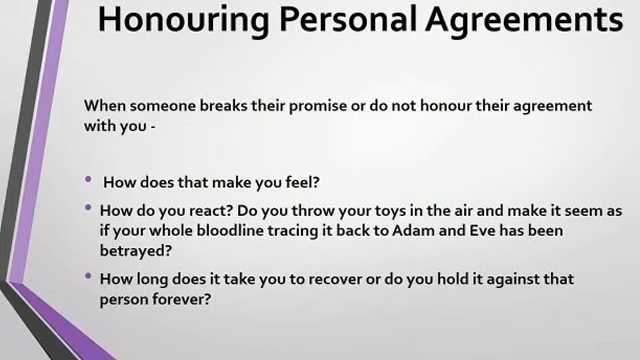 Honouring Personal Agreements
When someone breaks their promise or do not honour their agreement
with you -
• How does that make you feel?
• How do you react? Do you throw your toys in the air and make it seem as
if your whole bloodline tracing it back to Adam and Eve has been
betrayed?
• How long does it take you to recover or do you hold it against that
person forever?